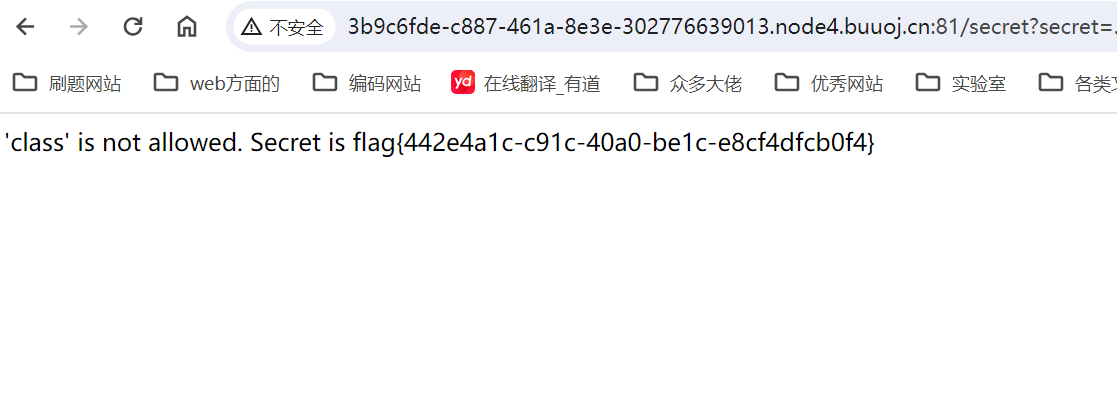 不安全 3b9c6fde-c887-461a-8e3e-302776639013.node4.buuoj.cn:81/secret?secret=.
刷题网站 web方面的 编码网站 yd 在线翻译_有道 众多大佬 优秀网站 实验室 各类
'class' is not allowed. Secret is flag{442e4a1c-c91c-40a0-be1c-e8cf4dfcb0f4}